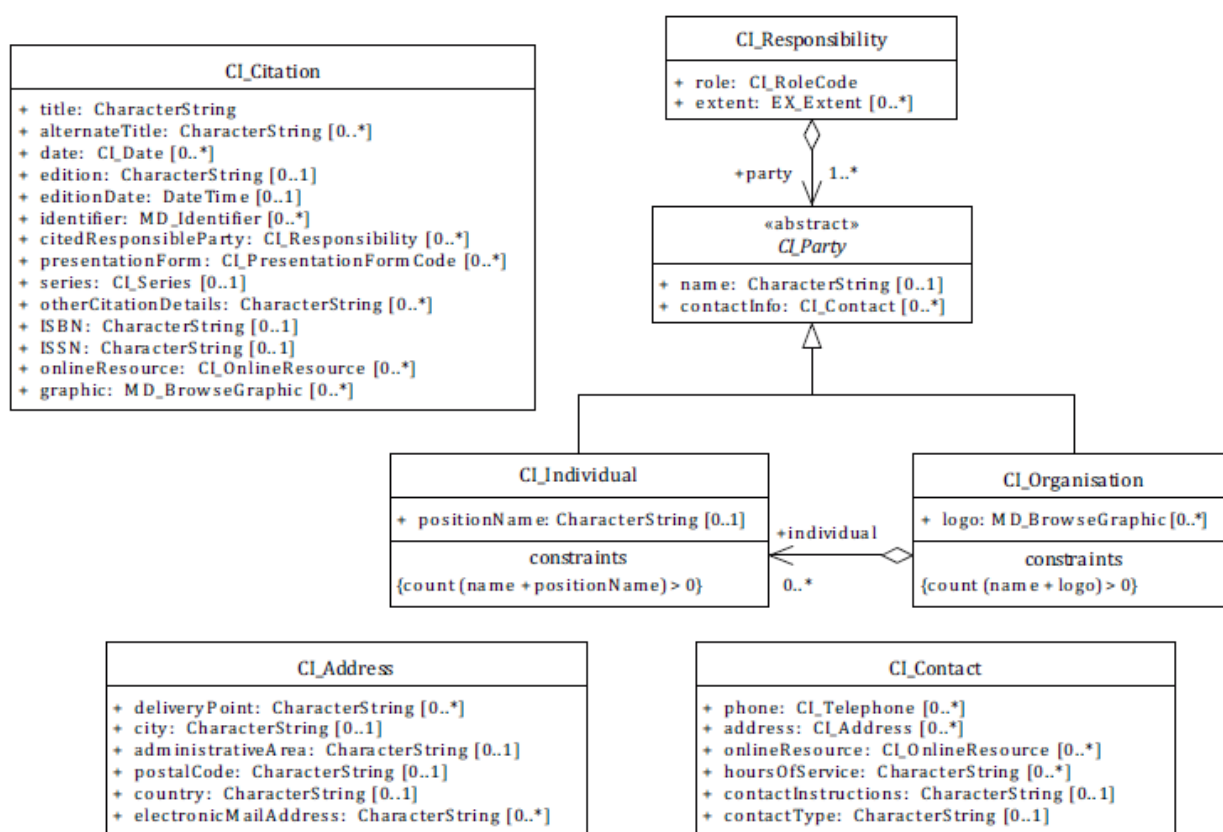 CI_Citation
+ title: CharacterString
+ alternateTitle: CharacterString [0..*]
+ date: CI_Date [0..*]
+ edition: CharacterString [0..1]
+ editionDate: DateTime [0..1]
+ identifier: MD_Identifier [0..*]
+ citedResponsibleParty: CI_Responsibility [0..*]
+ presentationForm: CI_PresentationFormCode [0..*]
+ series: CI_Series [0..1]
+ otherCitationDetails: CharacterString [0..*]
+ ISBN: CharacterString [0..1]
+ ISSN: CharacterString [0..1]
+ onlineResource: CI_OnlineResource [0..*]
+ graphic: MD_BrowseGraphic [0..*]
CI_Responsibility
+ role: CI_RoleCode
+ extent: EX_Extent [0..*]
+party 1..*
«abstract»
CI_Party
+ name: CharacterString [0..1]
+ contactInfo: CI_Contact [0..*]
CI_Individual
+ positionName: CharacterString [0..1]
constraints
{count (name + positionName) > 0}
+individual
0..*
CI_Organisation
+ logo: MD_BrowseGraphic [0..*]
constraints
{count (name + logo) > 0}
CI_Address
+ deliveryPoint: CharacterString [0..*]
+ city: CharacterString [0..1]
+ administrativeArea: CharacterString [0..1]
+ postalCode: CharacterString [0..1]
+ country: CharacterString [0..1]
+ electronicMailAddress: CharacterString [0..*]
CI_Contact
+ phone: CI_Telephone [0..*]
+ address: CI_Address [0..*]
+ onlineResource: CI_OnlineResource [0..*]
+ hoursOfService: CharacterString [0..*]
+ contactInstructions: CharacterString [0..1]
+ contactType: CharacterString [0..1]